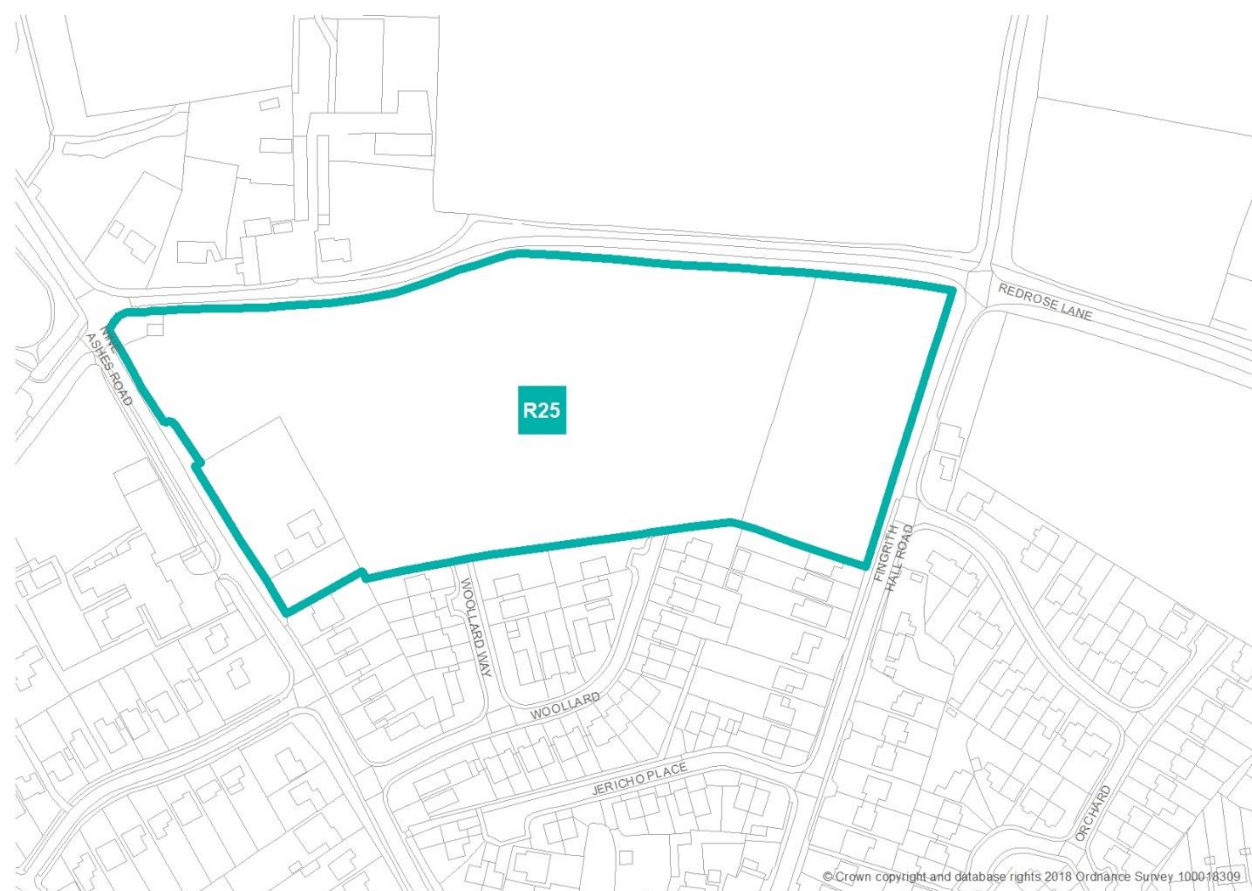 REDROSE LANE
NINE
ASHES ROAD
R25
FINGRITH
HALL ROAD
WOOLLARD WAY
WOOLLARD
JERICHO PLACE
ORCHARD
© Crown copyright and database rights 2018 Ordnance Survey 100018309